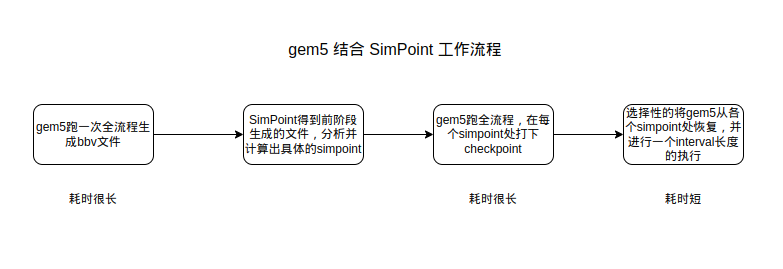 gem5 结合 SimPoint 工作流程
gem5跑一次全流程生
成bbv文件
SimPoint得到前阶段
生成的文件，分析并
计算出具体的simpoint
gem5跑全流程，在每
个simpoint处打下
checkpoint
选择性的将gem5从各
个simpoint处恢复，并
进行一个interval长度
的执行
耗时很长
耗时很长
耗时短